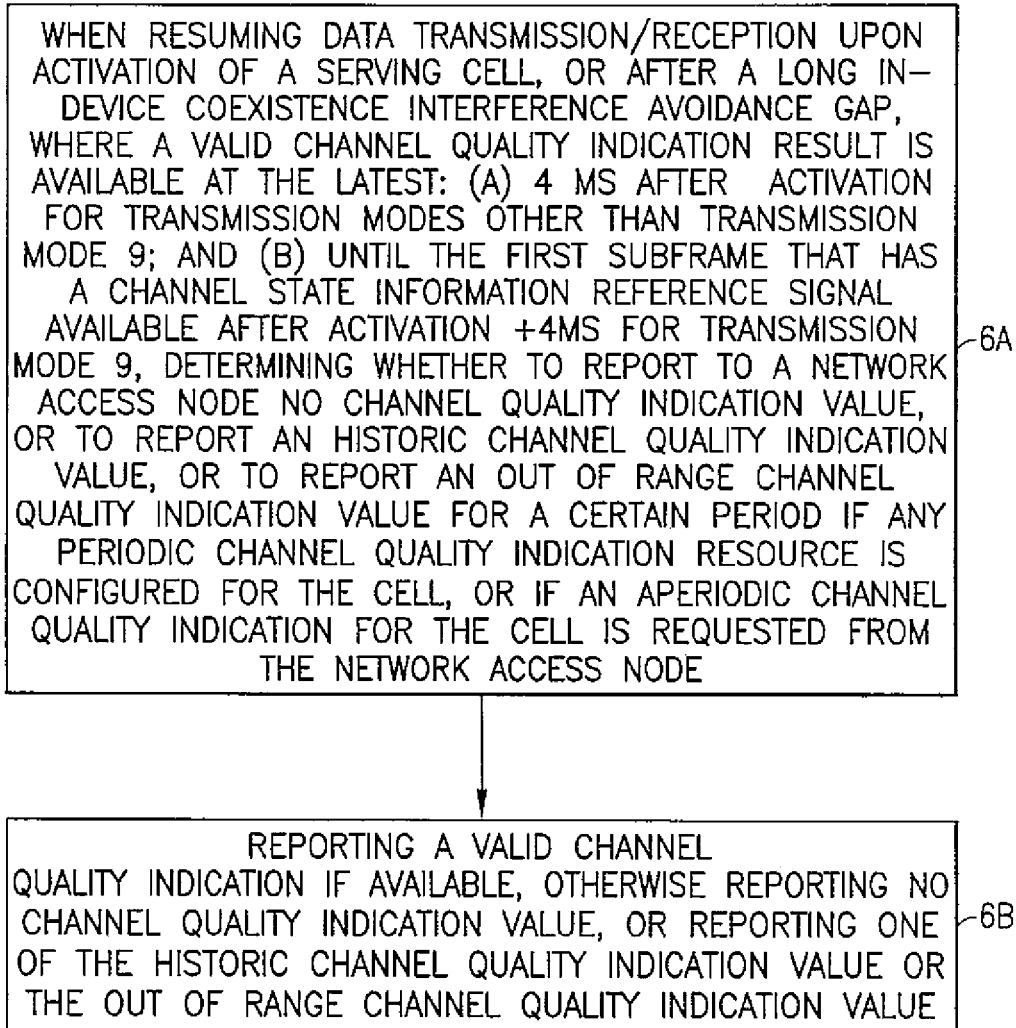 WHEN RESUMING DATA TRANSMISSION/RECEPTION UPON
ACTIVATION OF A SERVING CELL, OR AFTER A LONG IN-
DEVICE COEXISTENCE INTERFERENCE AVOIDANCE GAP,
WHERE A VALID CHANNEL QUALITY INDICATION RESULT IS
AVAILABLE AT THE LATEST: (A) 4 MS AFTER ACTIVATION
FOR TRANSMISSION MODES OTHER THAN TRANSMISSION
MODE 9; AND (B) UNTIL THE FIRST SUBFRAME THAT HAS
A CHANNEL STATE INFORMATION REFERENCE SIGNAL
AVAILABLE AFTER ACTIVATION +4MS FOR TRANSMISSION
MODE 9, DETERMINING WHETHER TO REPORT TO A NETWORK
ACCESS NODE NO CHANNEL QUALITY INDICATION VALUE,
OR TO REPORT AN HISTORIC CHANNEL QUALITY INDICATION
VALUE, OR TO REPORT AN OUT OF RANGE CHANNEL
QUALITY INDICATION VALUE FOR A CERTAIN PERIOD IF ANY
PERIODIC CHANNEL QUALITY INDICATION RESOURCE IS
CONFIGURED FOR THE CELL, OR IF AN APERIODIC CHANNEL
QUALITY INDICATION FOR THE CELL IS REQUESTED FROM
THE NETWORK ACCESS NODE
6A
REPORTING A VALID CHANNEL
QUALITY INDICATION IF AVAILABLE, OTHERWISE REPORTING NO
CHANNEL QUALITY INDICATION VALUE, OR REPORTING ONE
OF THE HISTORIC CHANNEL QUALITY INDICATION VALUE OR
THE OUT OF RANGE CHANNEL QUALITY INDICATION VALUE
6B